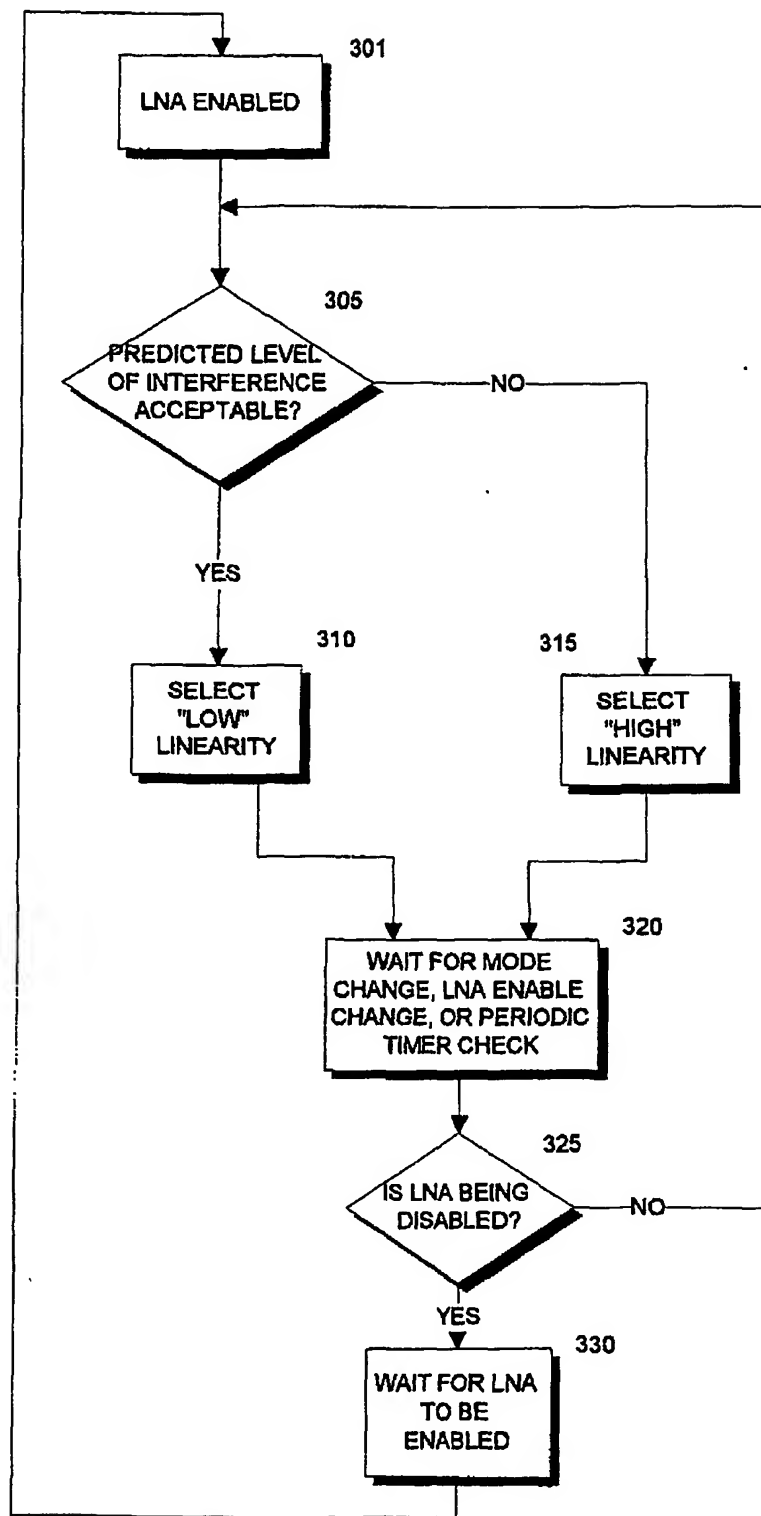 301
LNA ENABLED
305
PREDICTED LEVEL
OF INTERFERENCE
ACCEPTABLE?
NO
YES
310
SELECT
"LOW"
LINEARITY
315
SELECT
"HIGH"
LINEARITY
320
WAIT FOR MODE
CHANGE, LNA ENABLE
CHANGE, OR PERIODIC
TIMER CHECK
325
IS LNA BEING
DISABLED?
NO
YES
330
WAIT FOR LNA
TO BE
ENABLED